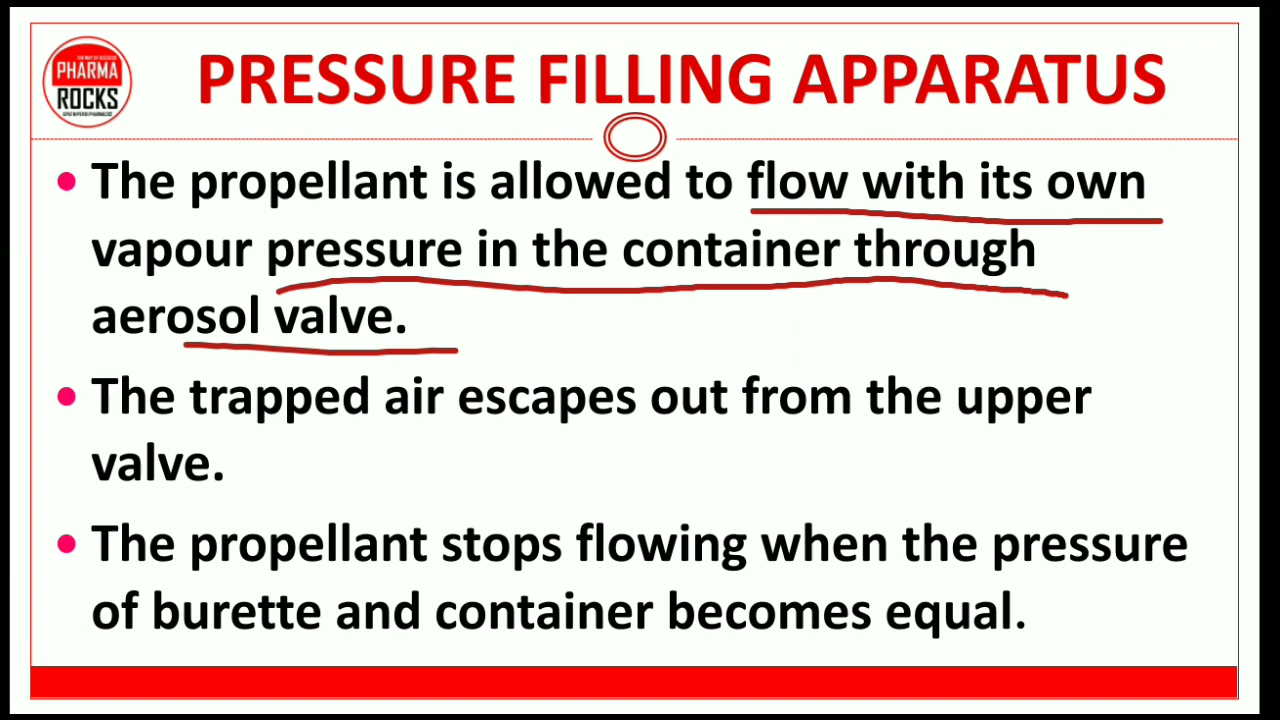 PHARMA
ROCKS
PRESSURE FILLING APPARATUS
• The propellant is allowed to flow with its own
vapour pressure in the container through
aerosol valve.
• The trapped air escapes out from the upper
valve.
• The propellant stops flowing when the pressure
of burette and container becomes equal.